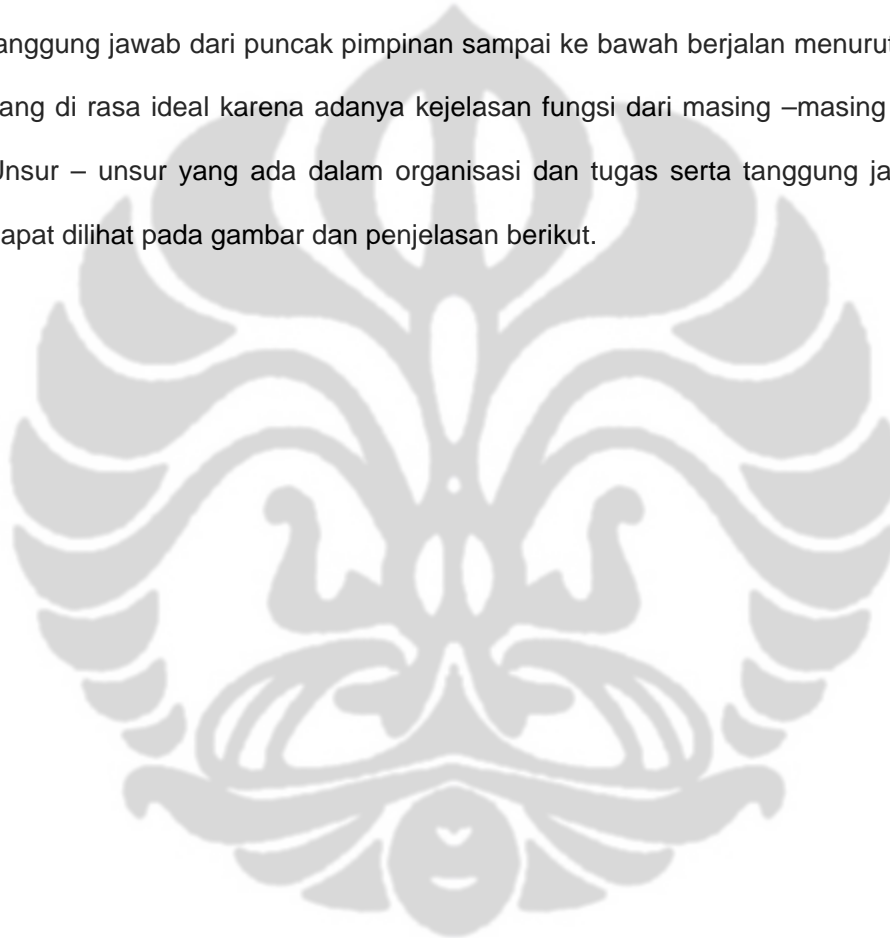 anggung jawab dari puncak pimpinan sampai ke bawah berjalan menurut
ang di rasa ideal karena adanya kejelasan fungsi dari masing –masing
Unsur – unsur yang ada dalam organisasi dan tugas serta tanggung ja
apat dilihat pada gambar dan penjelasan berikut.